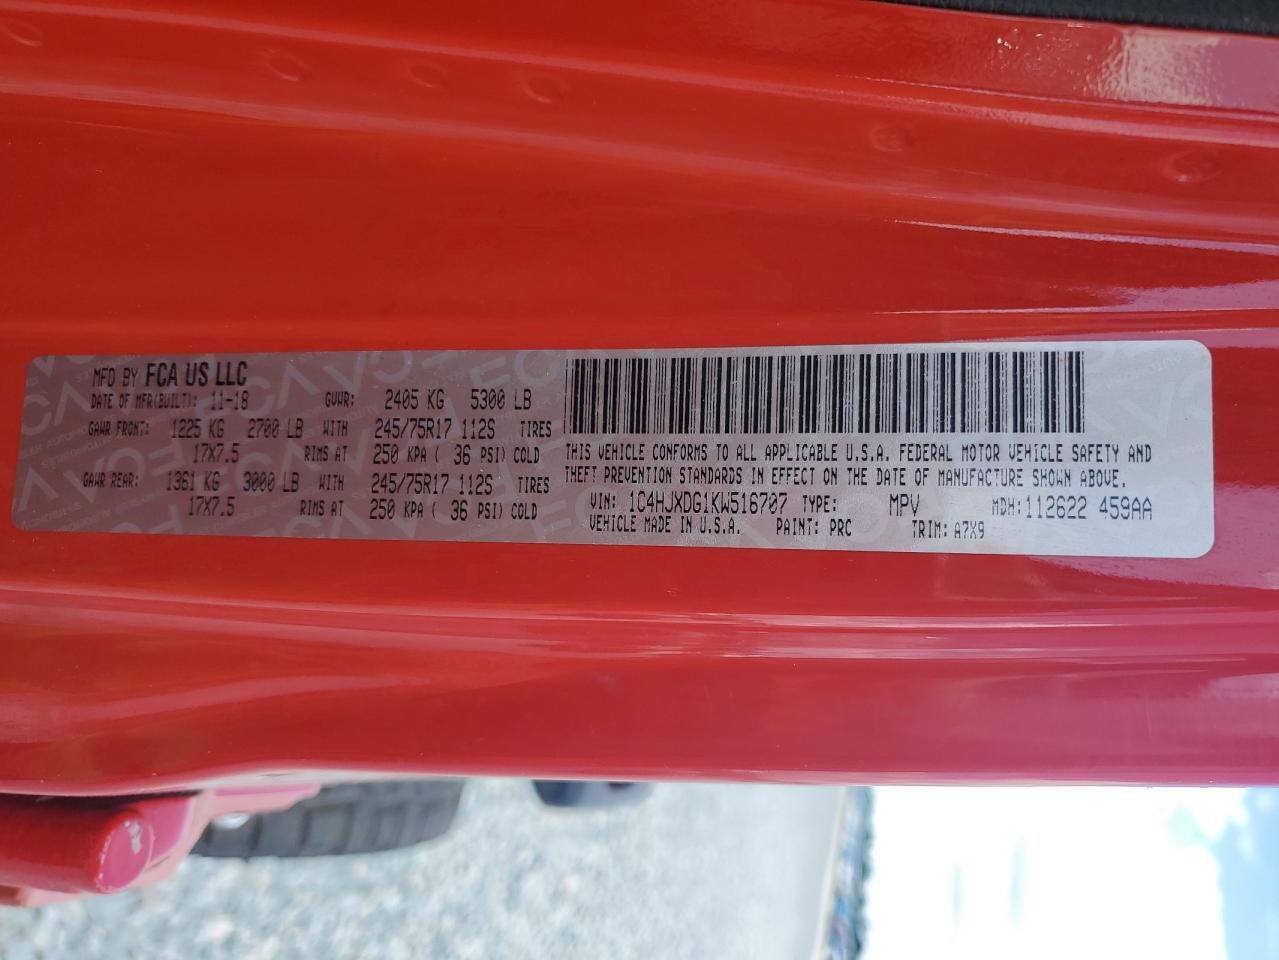 MFD BY FCA US LLC
DATE OF MFR(BUILT): 11-18 GVWR: 2405 KG 5300 LB
GAWR FRONT: 1225 KG 2700 LB WITH 245/75R17 112S TIRES
17X7.5 RIMS AT 250 KPA ( 36 PSI) COLD
GAWR REAR: 1361 KG 3000 LB WITH 245/75R17 112S TIRES
17X7.5 RIMS AT 250 KPA ( 36 PSI) COLD
THIS VEHICLE CONFORMS TO ALL APPLICABLE U.S.A. FEDERAL MOTOR VEHICLE SAFETY AND
THEFT PREVENTION STANDARDS IN EFFECT ON THE DATE OF MANUFACTURE SHOWN ABOVE.
VIN: 1C4HJXDG1KW516707 TYPE: MPV MDH: 112622 459AA
VEHICLE MADE IN U.S.A. PAINT: PRC TRIM: A7X9